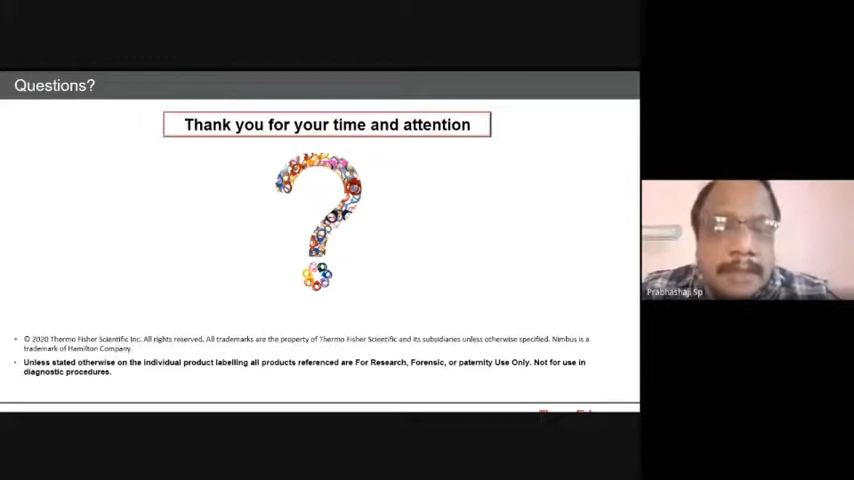 Questions?
Thank you for your time and attention
© 2020 Thermo Fisher Scientific Inc. All rights reserved. All trademarks are the property of Thermo Fisher Scientific and its subsidiaries unless otherwise specified. Nimbus is a
trademark of Hamilton Company.
Unless stated otherwise on the individual product labelling all products referenced are For Research, Forensic, or paternity Use Only. Not for use in
diagnostic procedures.
Prabhashaj.Sp